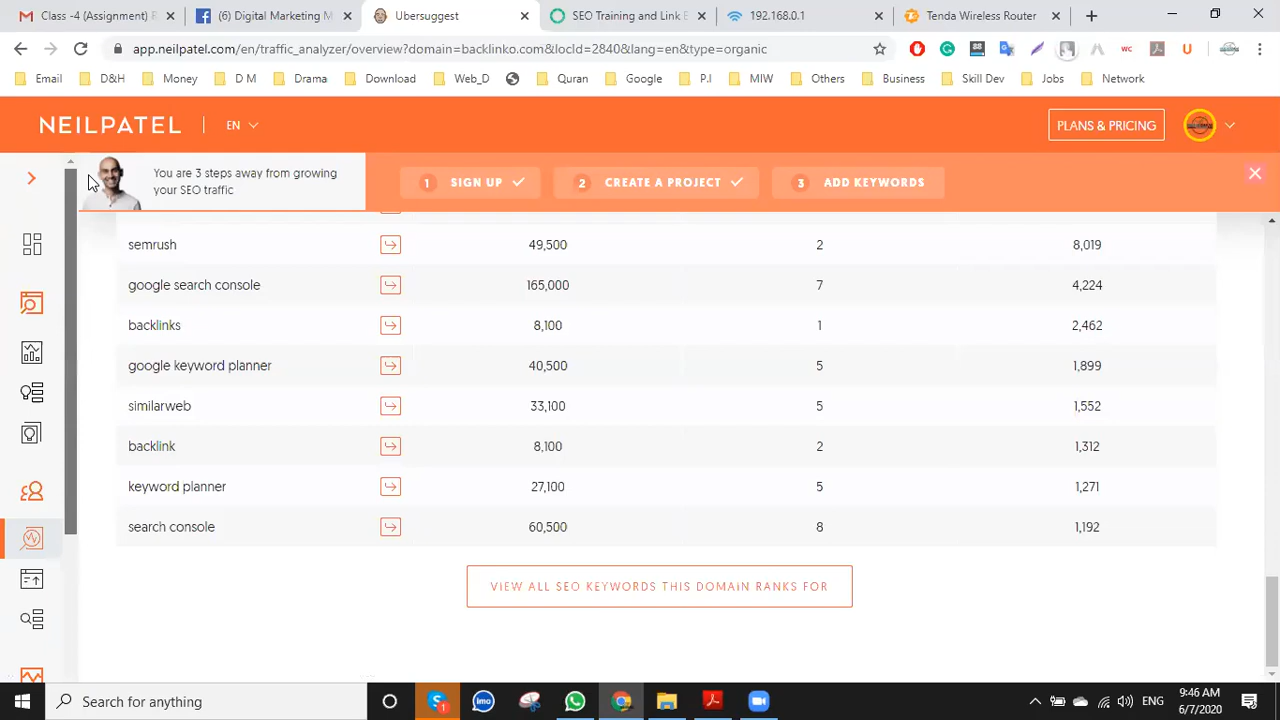 Class -4 (Assignment) R
(6) Digital Marketing M
Ubersuggest
SEO Training and Link E
192.168.0.1
Tenda Wireless Router
app.neilpatel.com/en/traffic_analyzer/overview?domain=backlinko.com&locId=2840&lang=en&type=organic
Email D&H Money D M Drama Download Web_D Quran Google P.I MIW Others Business Skill Dev Jobs Network
NEILPATEL EN PLANS & PRICING
You are 3 steps away from growing
your SEO traffic
1 SIGN UP 2 CREATE A PROJECT 3 ADD KEYWORDS
semrush 49,500 2 8,019
google search console 165,000 7 4,224
backlinks 8,100 1 2,462
google keyword planner 40,500 5 1,899
similarweb 33,100 5 1,552
backlink 8,100 2 1,312
keyword planner 27,100 5 1,271
search console 60,500 8 1,192
VIEW ALL SEO KEYWORDS THIS DOMAIN RANKS FOR
Search for anything
ENG
9:46 AM
6/7/2020